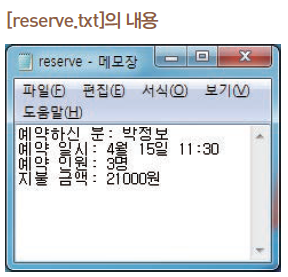 [reserve.txt]의 내용
reserve - 메모장
파일(F) 편집(E) 서식(O) 보기(V)
도움말(H)
예약하신 분: 박정보
예약 일시: 4월 15일 11:30
예약 인원: 3명
지불 금액: 21000원